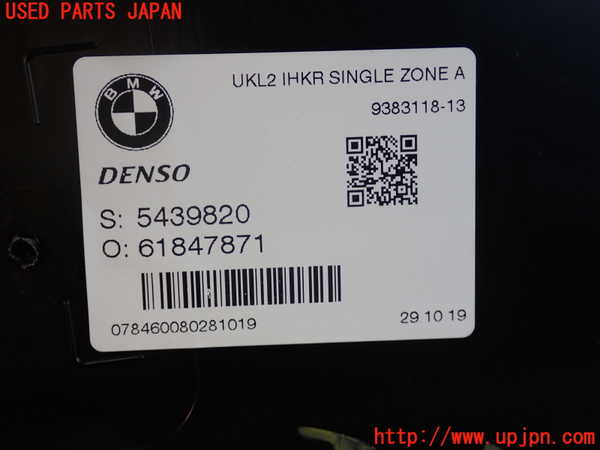 USED PARTS JAPAN
BMW
UKL2 IHKR SINGLE ZONE A
9383118-13
DENSO
S: 5439820
O: 61847871
078460080281019
29 10 19
http://www.upjpn.com/